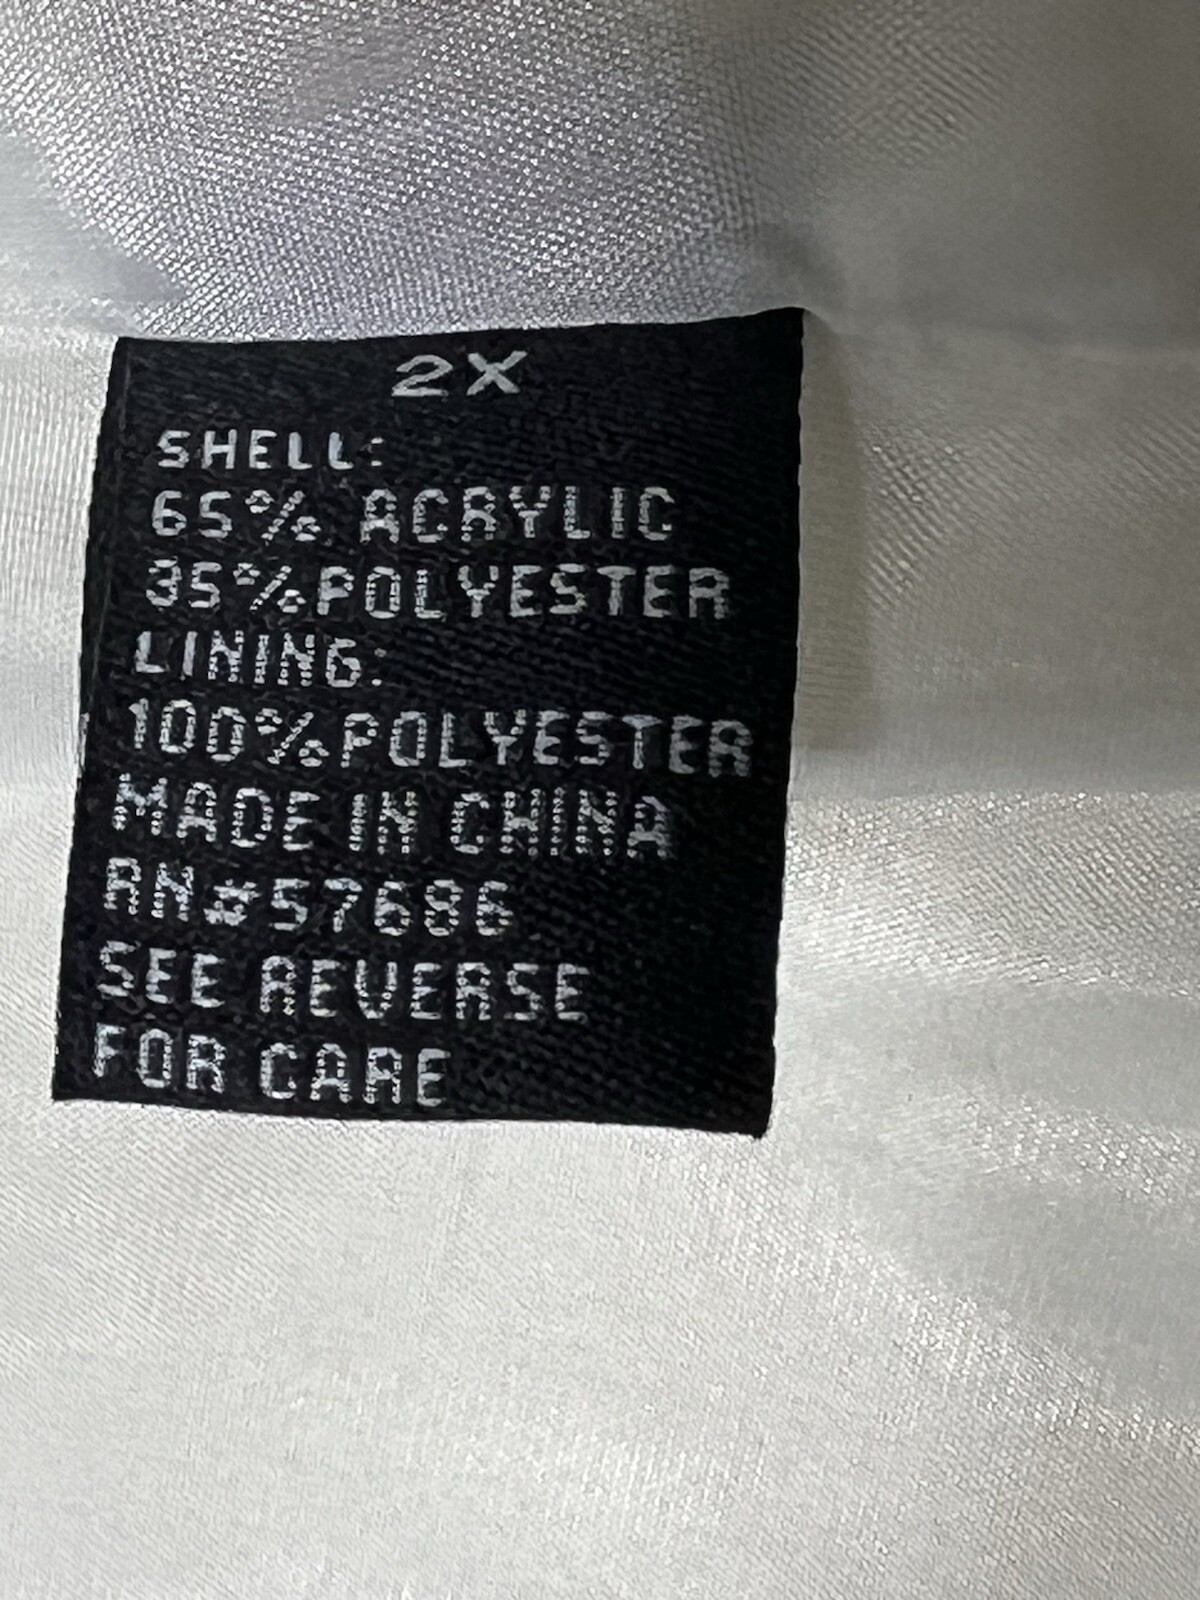 2X
SHELL:
65% ACRYLIC
35% POLYESTER
LINING:
100% POLYESTER
MADE IN CHINA
RN#57686
SEE REVERSE
FOR CARE